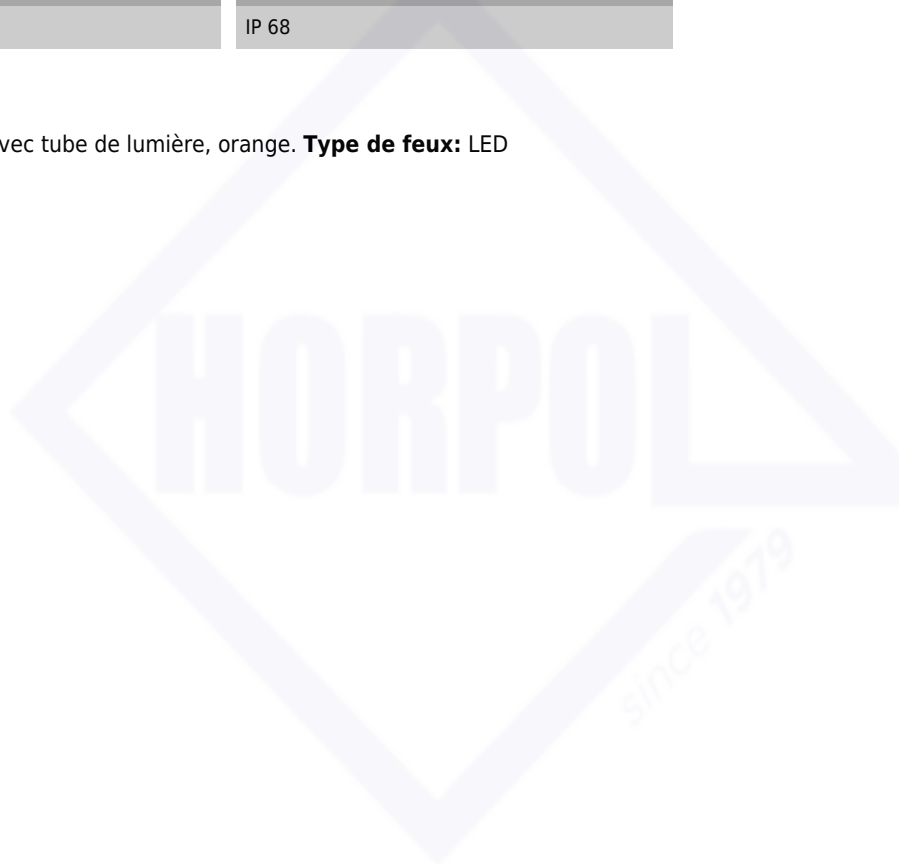 IP 68
vec tube de lumière, orange. Type de feux: LED
HORPOL
since 1979